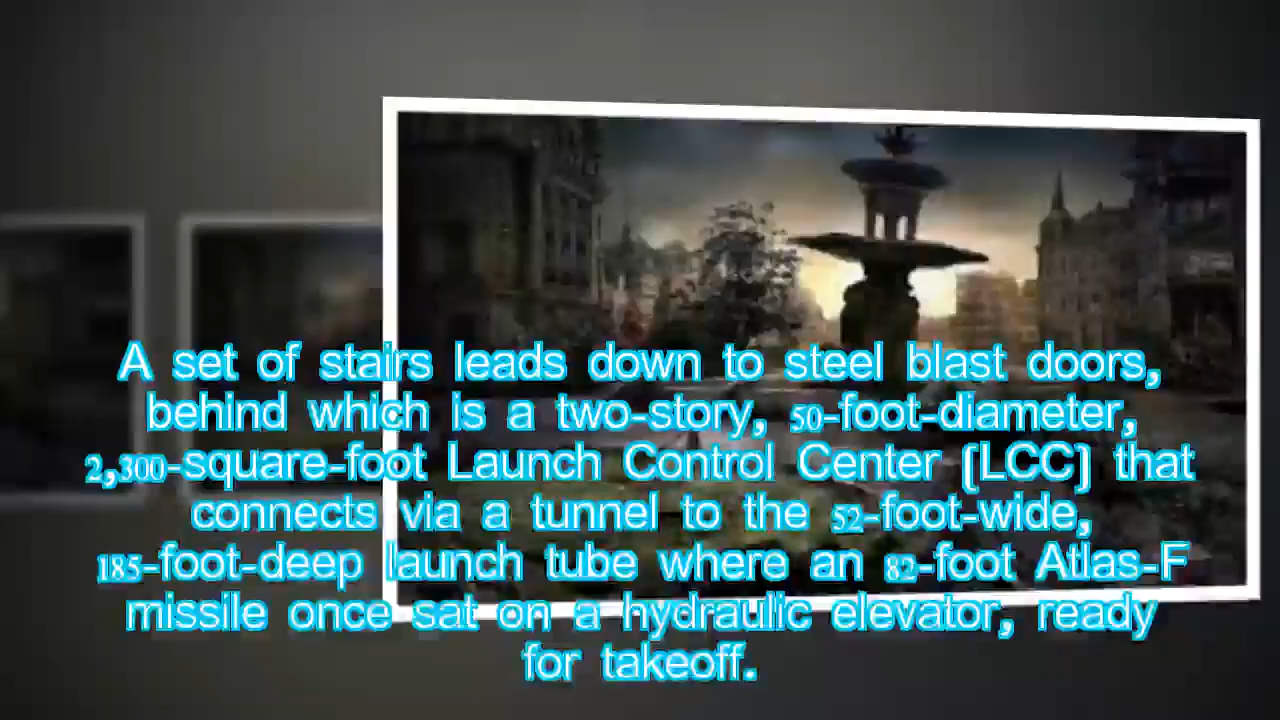 A set of stairs leads down to steel blast doors,
behind which is a two-story, 50-foot-diameter,
2,300-square-foot Launch Control Center (LCC) that
connects via a tunnel to the 52-foot-wide,
185-foot-deep launch tube where an 82-foot Atlas-F
missile once sat on a hydraulic elevator, ready
for takeoff.